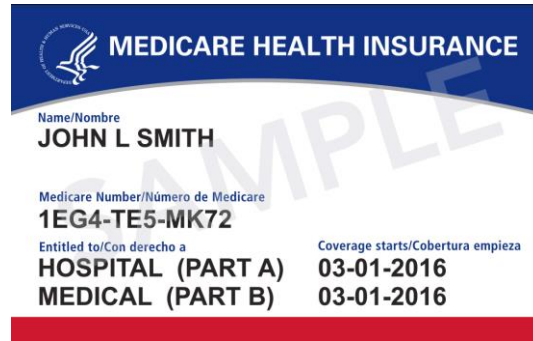 MEDICARE HEALTH INSURANCE
Name/Nombre
JOHN L SMITH
Medicare Number/Número de Medicare
1EG4-TE5-MK72
Entitled to/Con derecho a Coverage starts/Cobertura empieza
HOSPITAL (PART A) 03-01-2016
MEDICAL (PART B) 03-01-2016
SAMPLE